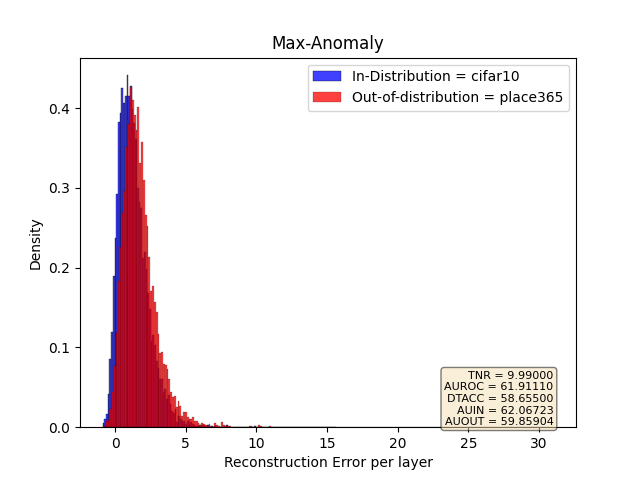 Max-Anomaly
In-Distribution = cifar10
Out-of-distribution = place365
0.4
0.3
0.2
0.1
0.0
Density
TNR = 9.99000
AUROC = 61.91110
DTACC = 58.65500
AUIN = 62.06723
AUOUT = 59.85904
0 5 10 15 20 25 30
Reconstruction Error per layer